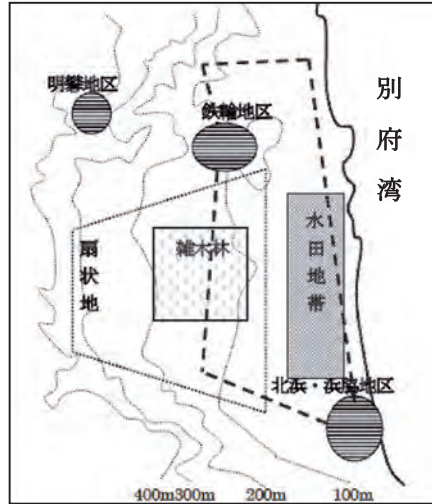 明礬地区
鉄輪地区
別府湾
扇状地
雑木林
水田地帯
北浜・浜脇地区
400m300m 200m 100m